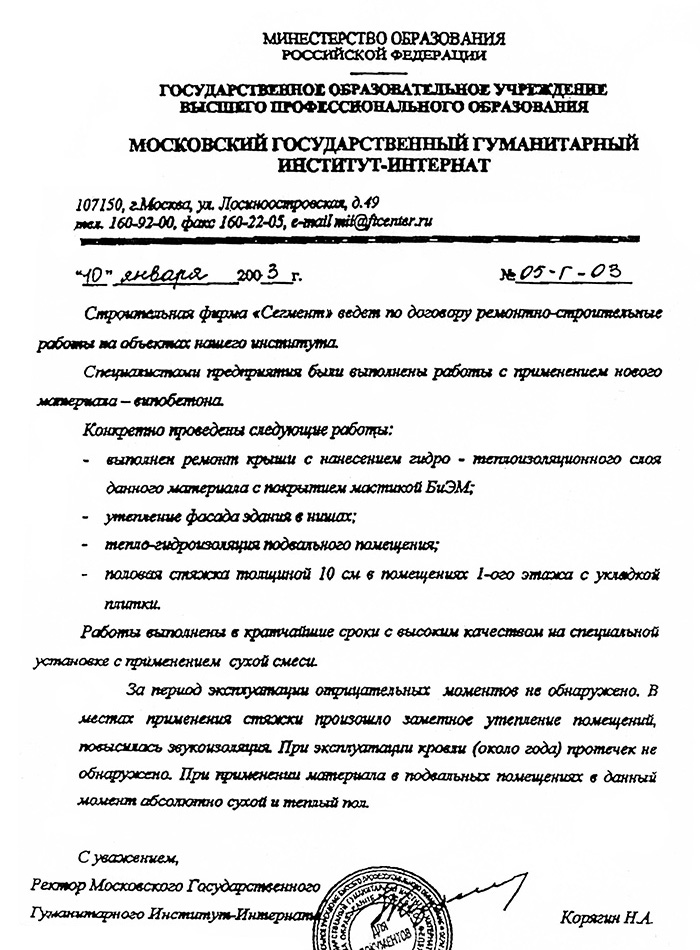 МИНЕСТЕРСТВО ОБРАЗОВАНИЯ
РОССИЙСКОЙ ФЕДЕРАЦИИ
ГОСУДАРСТВЕННОЕ ОБРАЗОВАТЕЛЬНОЕ УЧРЕЖДЕНИЕ
ВЫСШЕГО ПРОФЕССИОНАЛЬНОГО ОБРАЗОВАНИЯ
МОСКОВСКИЙ ГОСУДАРСТВЕННЫЙ ГУМАНИТАРНЫЙ
ИНСТИТУТ-ИНТЕРНАТ
107150, г.Москва, ул. Лосиноостровская, д.49
тел. 160-92-00, факс 160-22-05, e-mail mii@ftcenter.ru
"10" января 2003 г. № 05-Г-03
Строительная фирма «Сегмент» ведет по договору ремонтно-строительные
работы на объектах нашего института.
Специалистами предприятия были выполнены работы с применением нового
материала – випобетона.
Конкретно проведены следующие работы:
- выполнен ремонт крыши с нанесением гидро - теплоизоляционного слоя
данного материала с покрытием мастикой БиЭМ;
- утепление фасада здания в нишах;
- тепло-гидроизоляция подвального помещения;
- половая стяжка толщиной 10 см в помещениях 1-ого этажа с укладкой
плитки.
Работы выполнены в кратчайшие сроки с высоким качеством на специальной
установке с применением сухой смеси.
За период эксплуатации отрицательных моментов не обнаружено. В
местах применения стяжки произошло заметное утепление помещений,
повысилась звукоизоляция. При эксплуатации кровли (около года) протечек не
обнаружено. При применении материала в подвальных помещениях в данный
момент абсолютно сухой и теплый пол.
С уважением,
Ректор Московского Государственного
Гуманитарного Институт-Интерната Корягин Н.А.
ДЛЯ
ДОКУМЕНТОВ